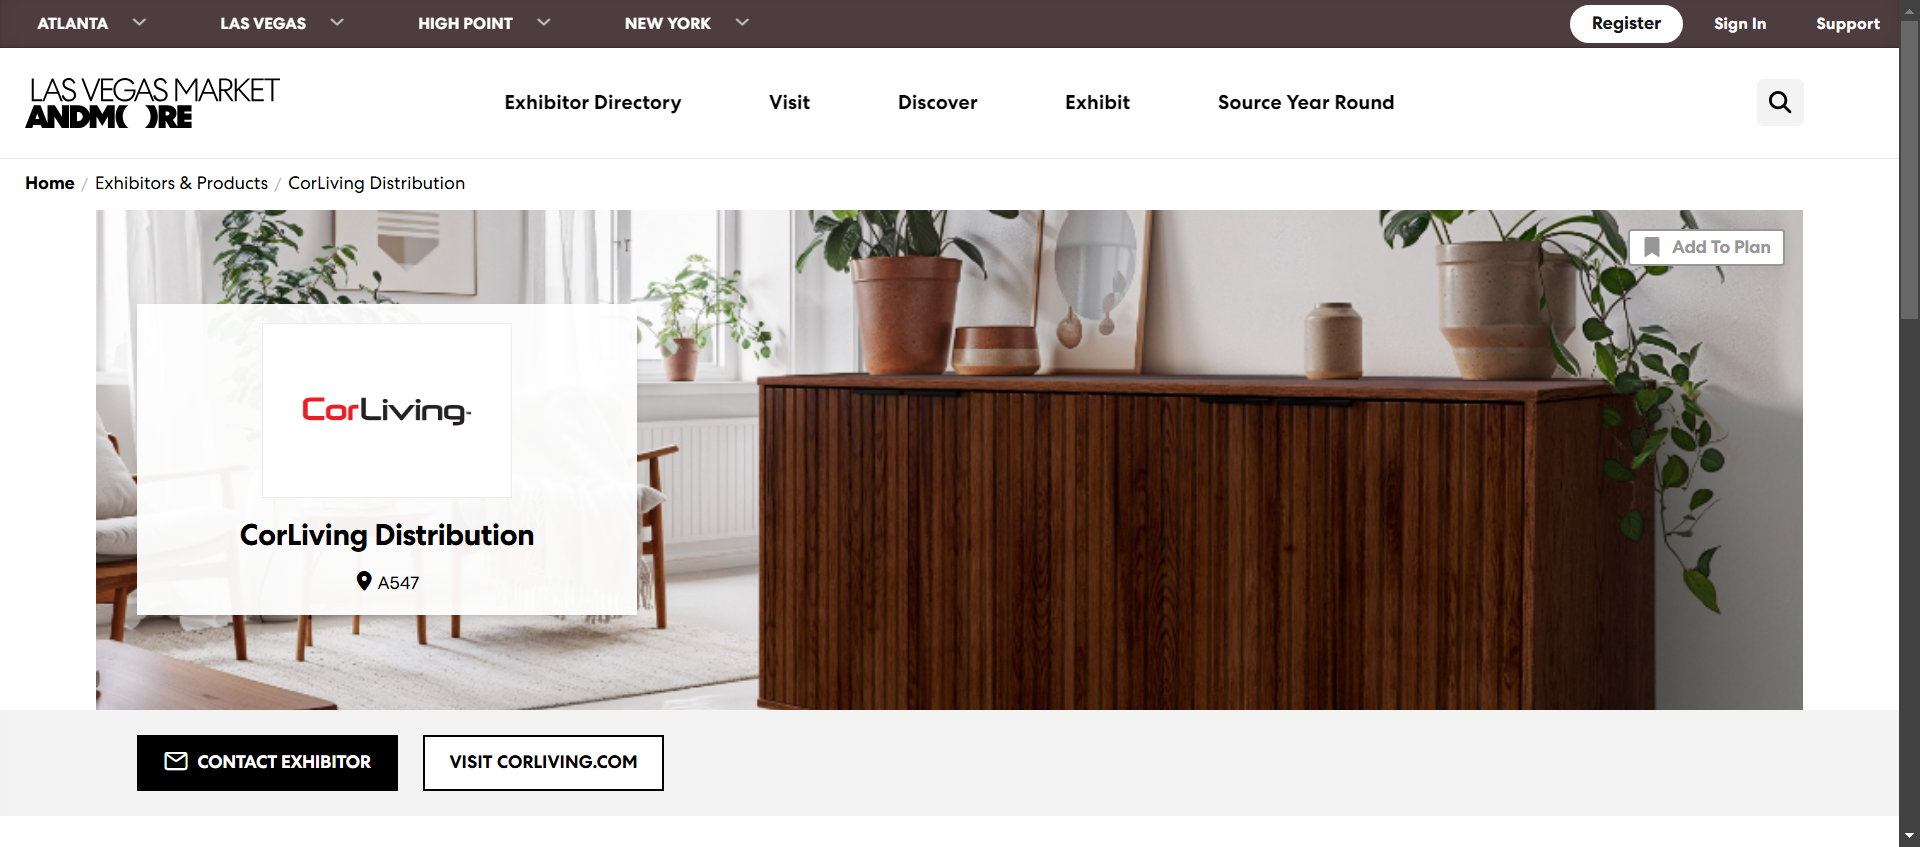 ATLANTA
LAS VEGAS
HIGH POINT
NEW YORK
Register
Sign In
Support
LAS VEGAS MARKET
ANDMORE
Exhibitor Directory
Visit
Discover
Exhibit
Source Year Round
Home / Exhibitors & Products / CorLiving Distribution
Add To Plan
CorLiving™
CorLiving Distribution
A547
CONTACT EXHIBITOR
VISIT CORLIVING.COM